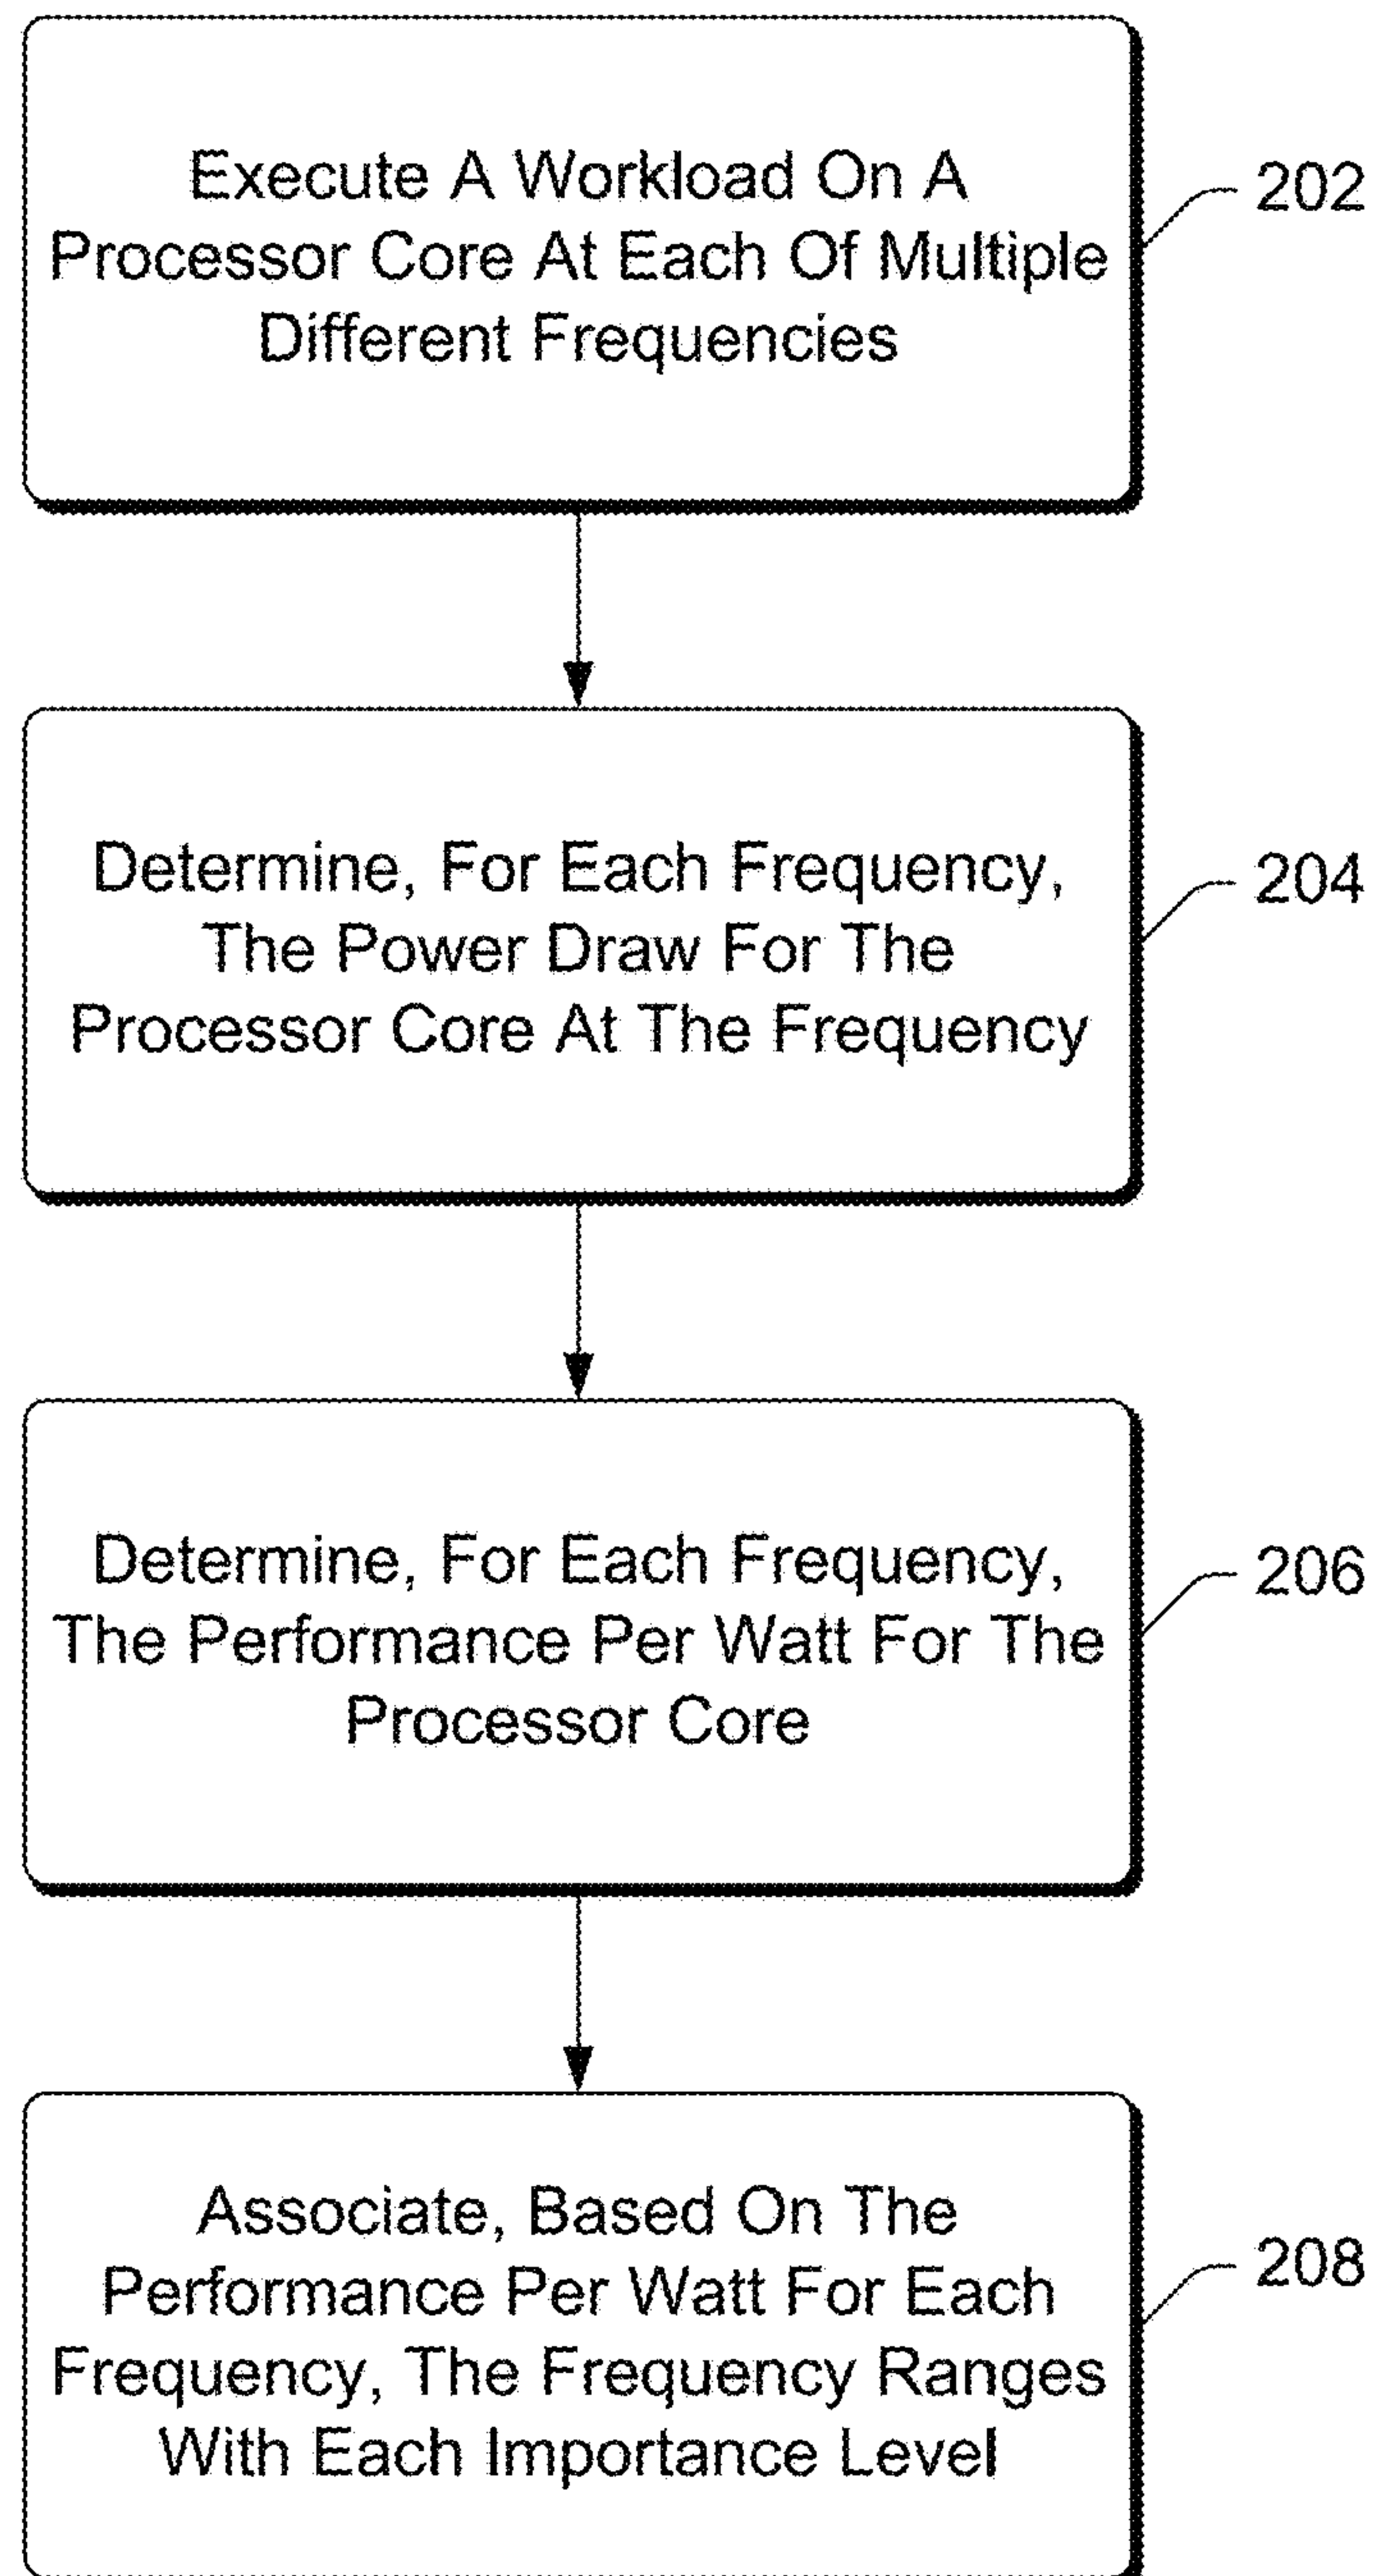 Execute A Workload On A
Processor Core At Each Of Multiple
Different Frequencies
202
Determine, For Each Frequency,
The Power Draw For The
Processor Core At The Frequency
204
Determine, For Each Frequency,
The Performance Per Watt For The
Processor Core
206
Associate, Based On The
Performance Per Watt For Each
Frequency, The Frequency Ranges
With Each Importance Level
208